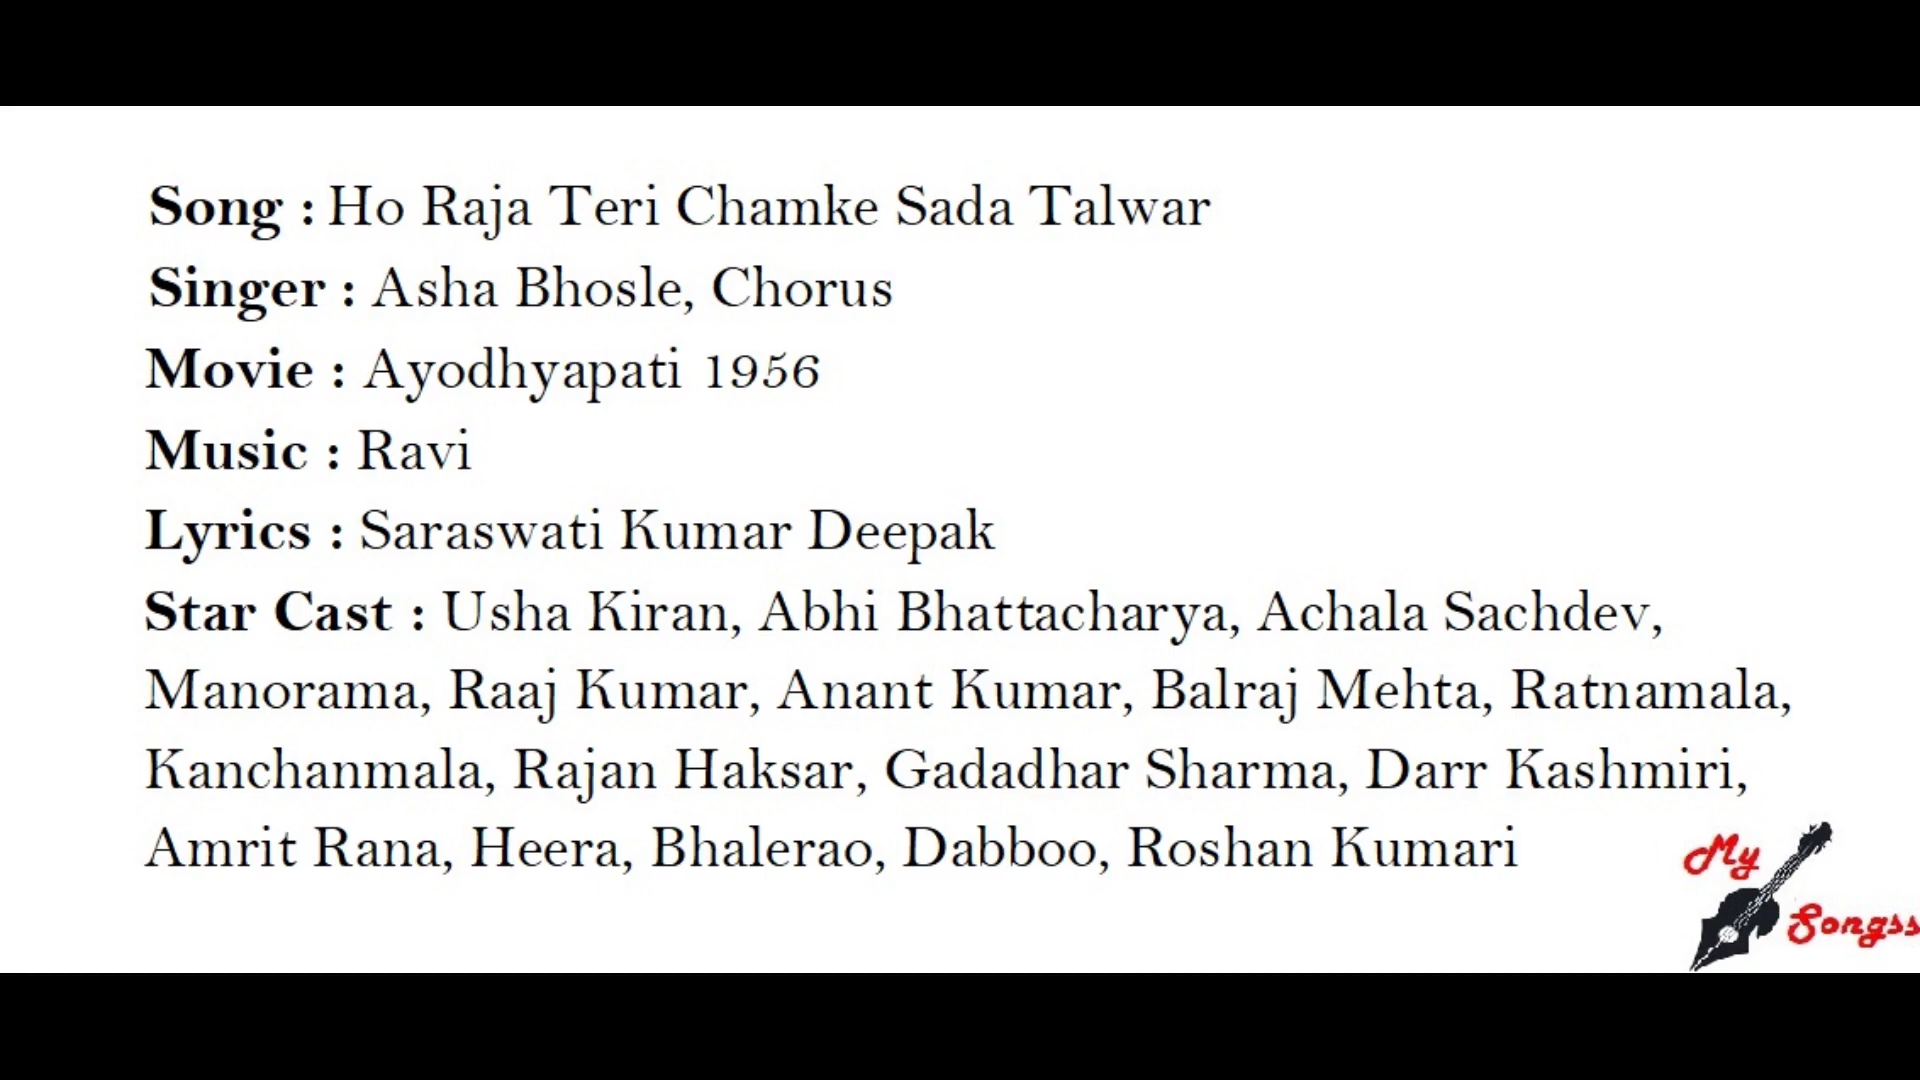 Song : Ho Raja Teri Chamke Sada Talwar
Singer : Asha Bhosle, Chorus
Movie : Ayodhyapati 1956
Music : Ravi
Lyrics : Saraswati Kumar Deepak
Star Cast : Usha Kiran, Abhi Bhattacharya, Achala Sachdev,
Manorama, Raaj Kumar, Anant Kumar, Balraj Mehta, Ratnamala,
Kanchanmala, Rajan Haksar, Gadadhar Sharma, Darr Kashmiri,
Amrit Rana, Heera, Bhalerao, Dabboo, Roshan Kumari
My
Songss